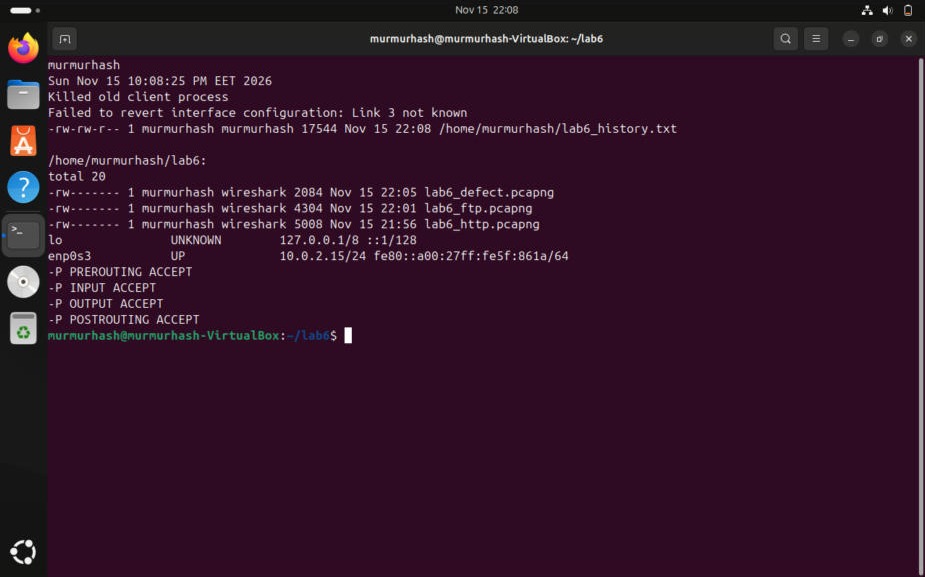 Nov 15 22:08
murmurhash@murmurhash-VirtualBox: ~/lab6
murmurhash
Sun Nov 15 10:08:25 PM EET 2026
Killed old client process
Failed to revert interface configuration: Link 3 not known
-rw-rw-r-- 1 murmurhash murmurhash 17544 Nov 15 22:08 /home/murmurhash/lab6_history.txt
/home/murmurhash/lab6:
total 20
-rw------- 1 murmurhash wireshark 2084 Nov 15 22:05 lab6_defect.pcapng
-rw------- 1 murmurhash wireshark 4304 Nov 15 22:01 lab6_ftp.pcapng
-rw------- 1 murmurhash wireshark 5008 Nov 15 21:56 lab6_http.pcapng
lo UNKNOWN 127.0.0.1/8 ::1/128
enp0s3 UP 10.0.2.15/24 fe80::a00:27ff:fe5f:861a/64
-P PREROUTING ACCEPT
-P INPUT ACCEPT
-P OUTPUT ACCEPT
-P POSTROUTING ACCEPT
murmurhash@murmurhash-VirtualBox:~/lab6$